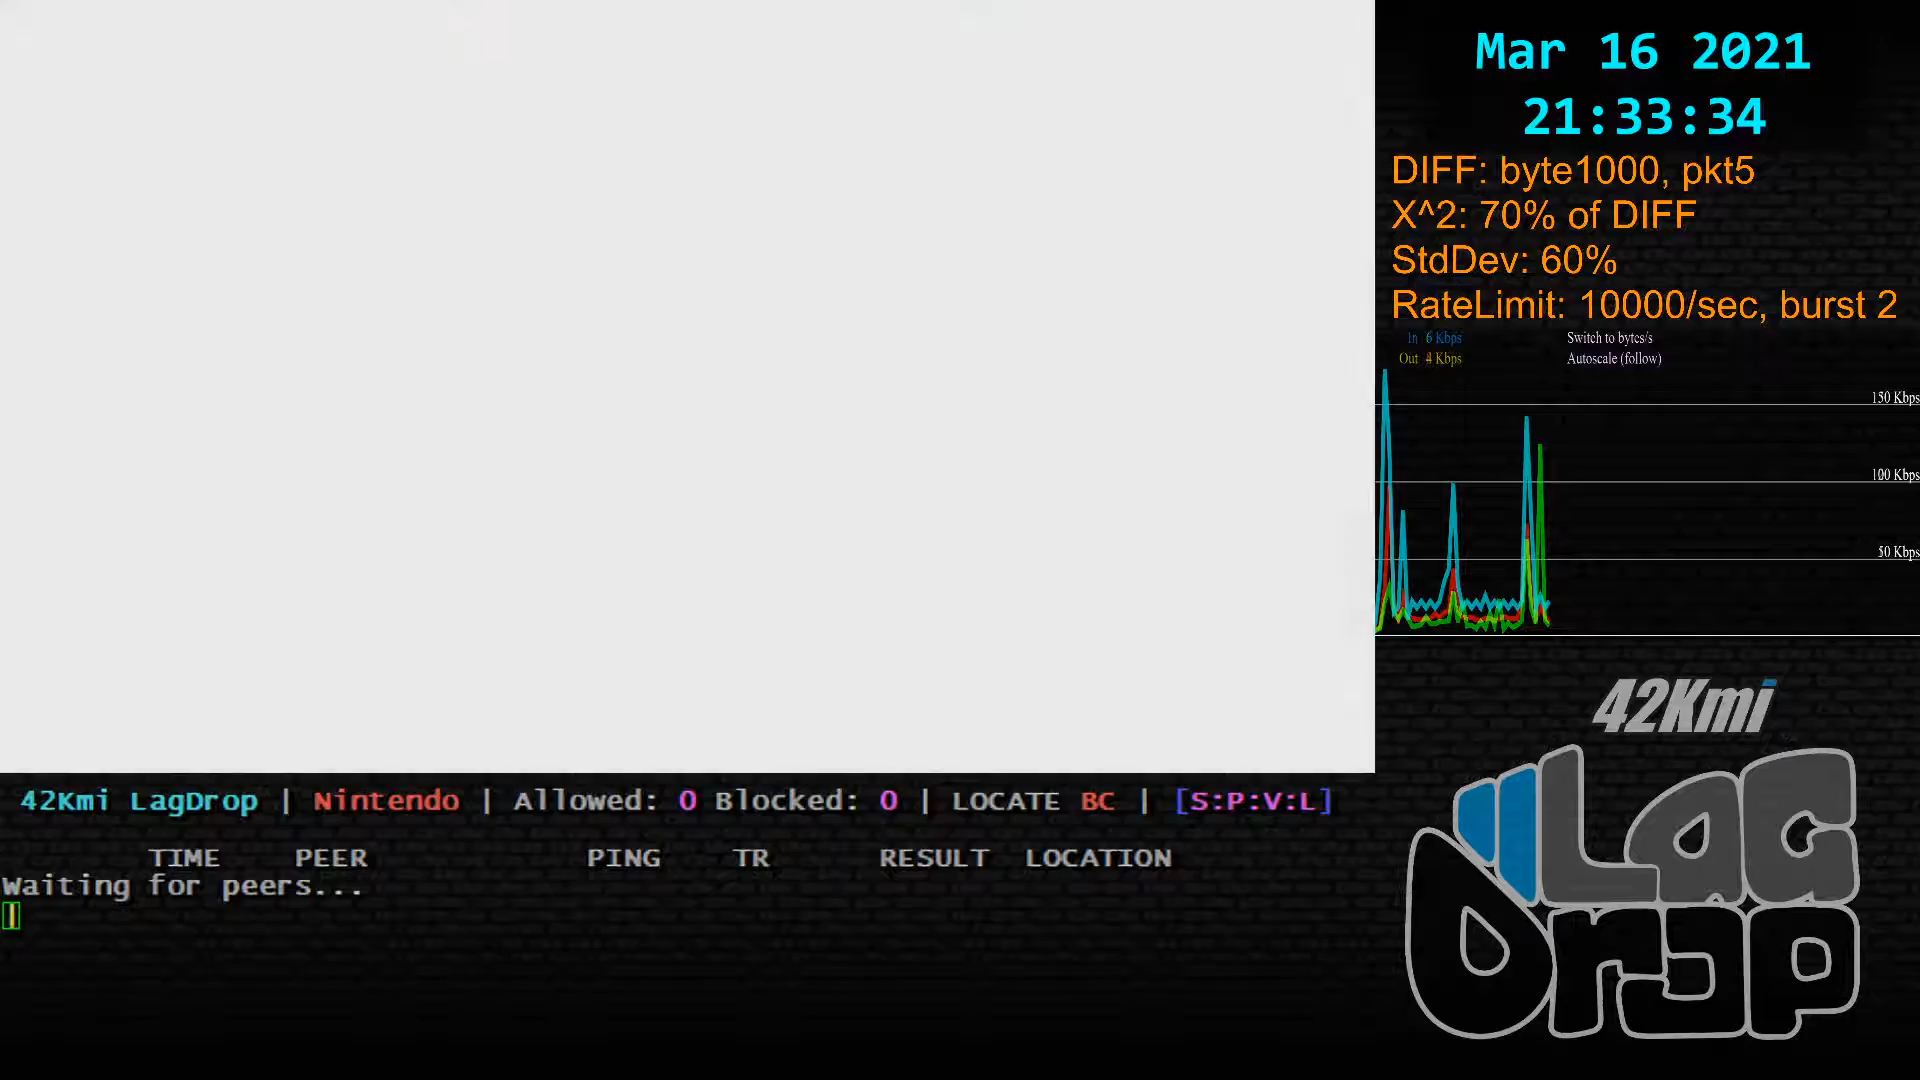 Mar 16 2021
21:33:34
DIFF: byte1000, pkt5
X^2: 70% of DIFF
StdDev: 60%
RateLimit: 10000/sec, burst 2
In 6 Kbps
Switch to bytes/s
Out 4 Kbps
Autoscale (follow)
150 Kbps
100 Kbps
50 Kbps
42Kmi
LAG
Drop
42Kmi LagDrop | Nintendo | Allowed: 0 Blocked: 0 | LOCATE BC | [S:P:V:L]
TIME PEER PING TR RESULT LOCATION
Waiting for peers...